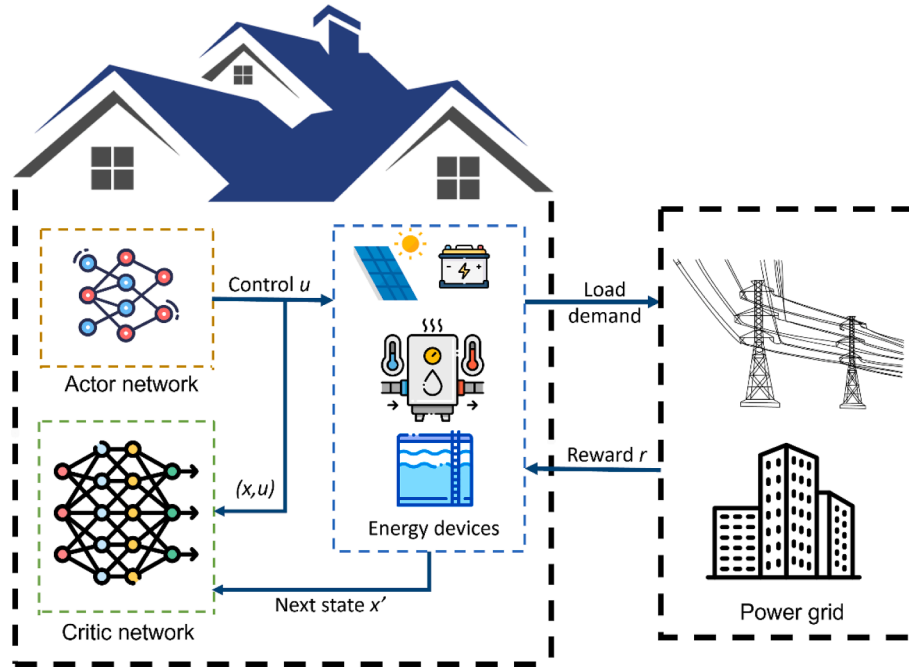 Control u
Load
demand
Actor network
Reward r
(x,u)
Energy devices
Next state x’
Power grid
Critic network